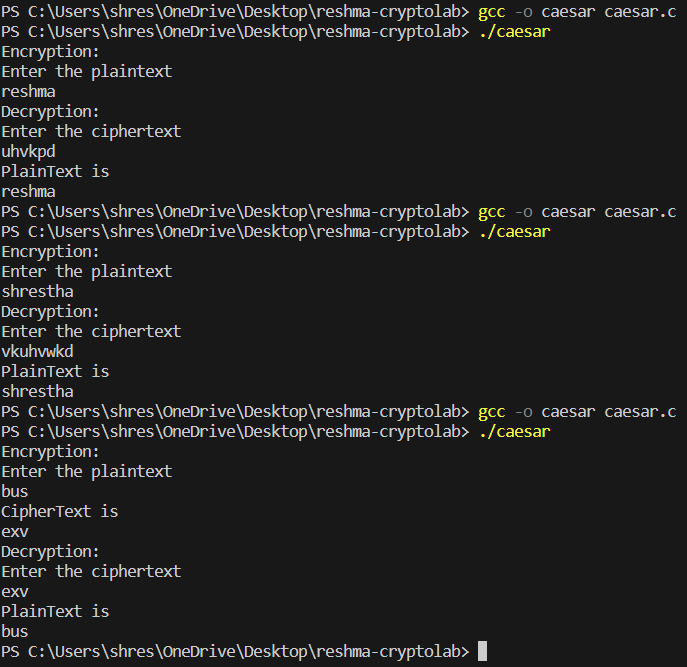 PS C:\Users\shres\OneDrive\Desktop\reshma-cryptolab> gcc -o caesar caesar.c
PS C:\Users\shres\OneDrive\Desktop\reshma-cryptolab> ./caesar
Encryption:
Enter the plaintext
reshma
Decryption:
Enter the ciphertext
uhvkpd
PlainText is
reshma
PS C:\Users\shres\OneDrive\Desktop\reshma-cryptolab> gcc -o caesar caesar.c
PS C:\Users\shres\OneDrive\Desktop\reshma-cryptolab> ./caesar
Encryption:
Enter the plaintext
shrestha
Decryption:
Enter the ciphertext
vkuhvwkd
PlainText is
shrestha
PS C:\Users\shres\OneDrive\Desktop\reshma-cryptolab> gcc -o caesar caesar.c
PS C:\Users\shres\OneDrive\Desktop\reshma-cryptolab> ./caesar
Encryption:
Enter the plaintext
bus
CipherText is
exv
Decryption:
Enter the ciphertext
exv
PlainText is
bus
PS C:\Users\shres\OneDrive\Desktop\reshma-cryptolab>